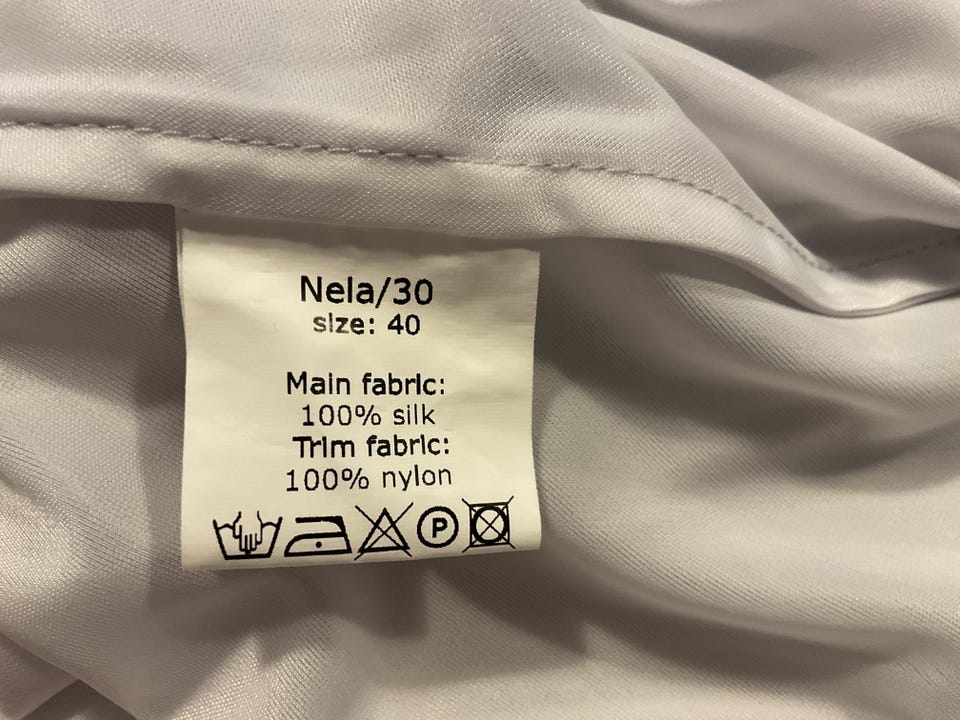 Nela/30
size: 40
Main fabric:
100% silk
Trim fabric:
100% nylon
P